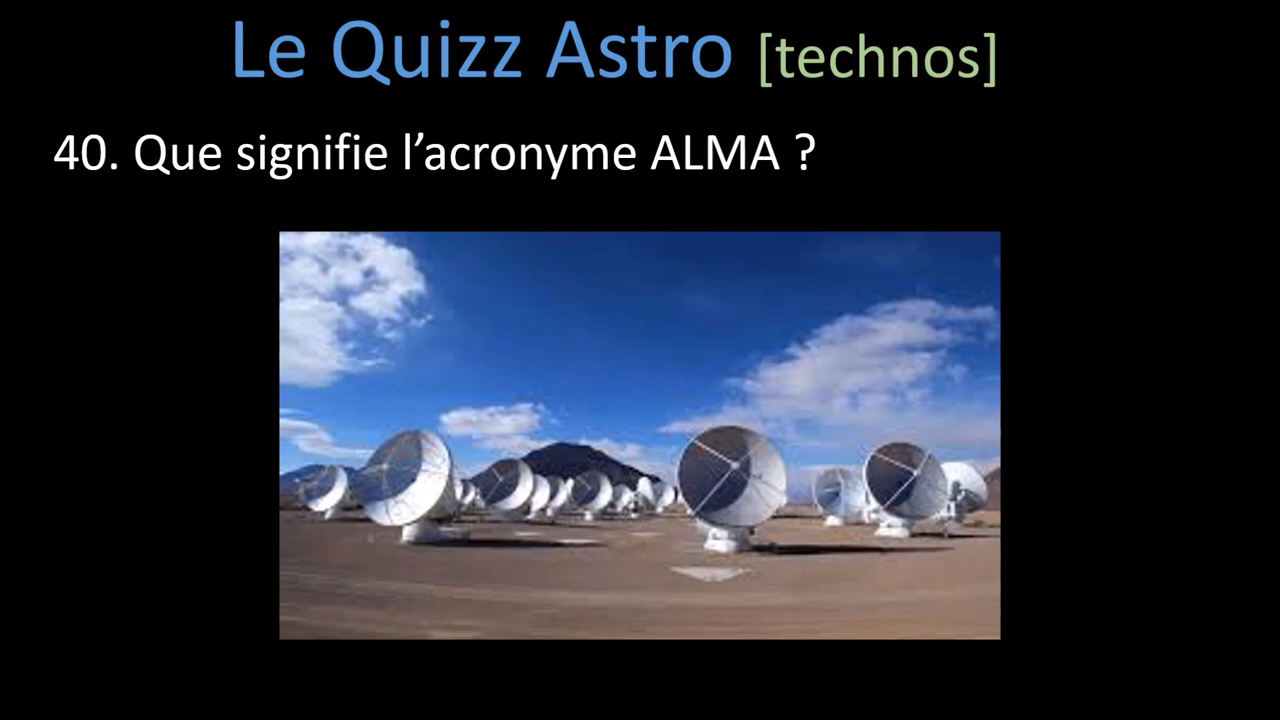 Le Quizz Astro [technos]
40. Que signifie l’acronyme ALMA ?